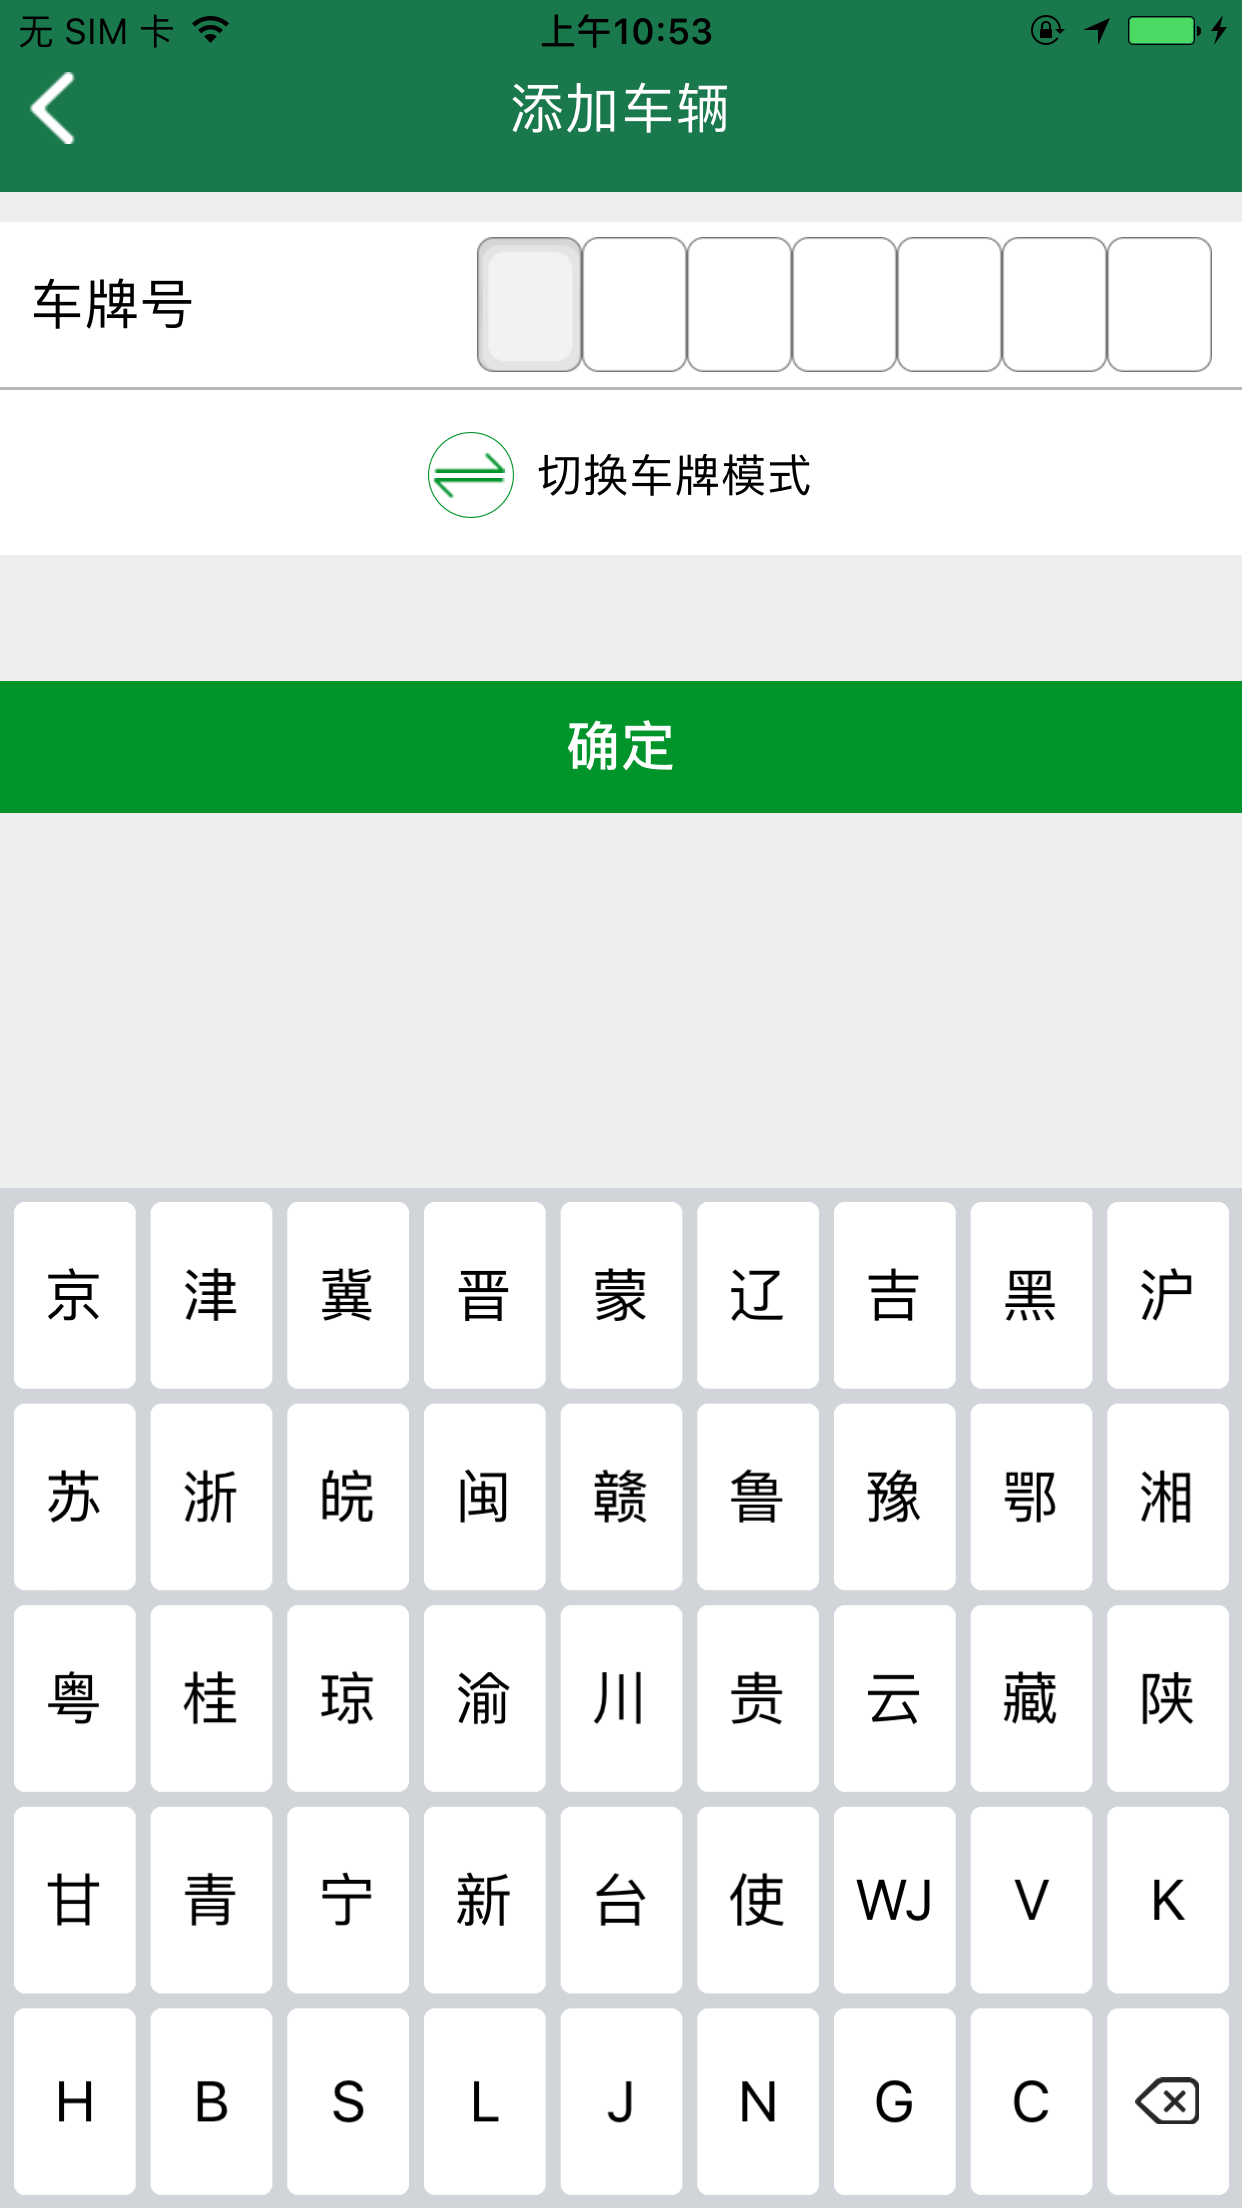 无 SIM 卡 上午10:53
添加车辆
车牌号
切换车牌模式
确定
京 津 冀 晋 蒙 辽 吉 黑 沪
苏 浙 皖 闽 赣 鲁 豫 鄂 湘
粤 桂 琼 渝 川 贵 云 藏 陕
甘 青 宁 新 台 使 WJ V K
H B S L J N G C